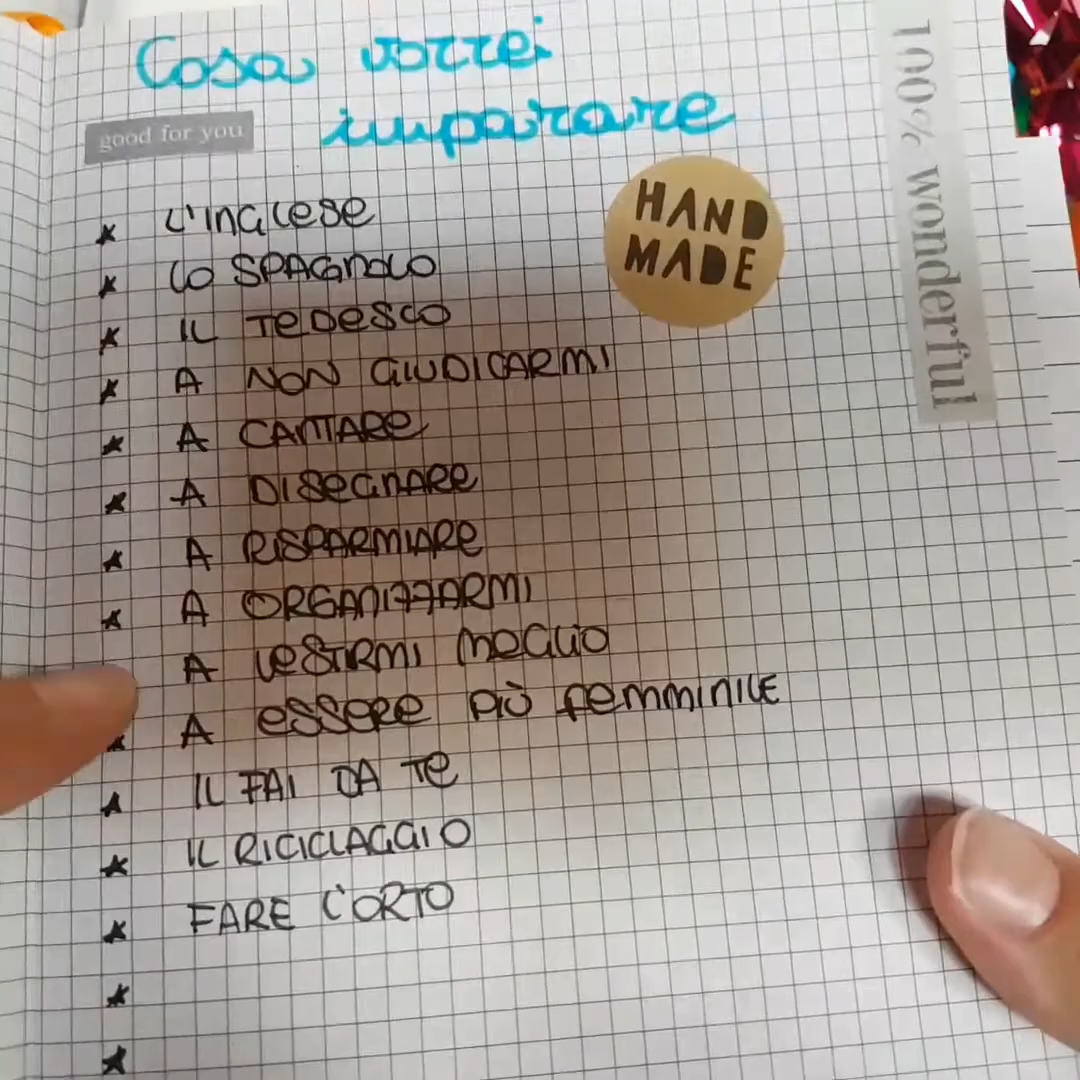 Cosa vorrei
imparare
good for you
HAND
MADE
100% wonderful
L'INGLESE
LO SPAGNOLO
IL TEDESCO
A NON GIUDICARMI
A CANTARE
A DISEGNARE
A RISPARMIARE
A ORGANIZZARMI
A VESTIRMI MEGLIO
A ESSERE PIÙ FEMMINILE
IL FAI DA TE
IL RICICLAGGIO
FARE L'ORTO